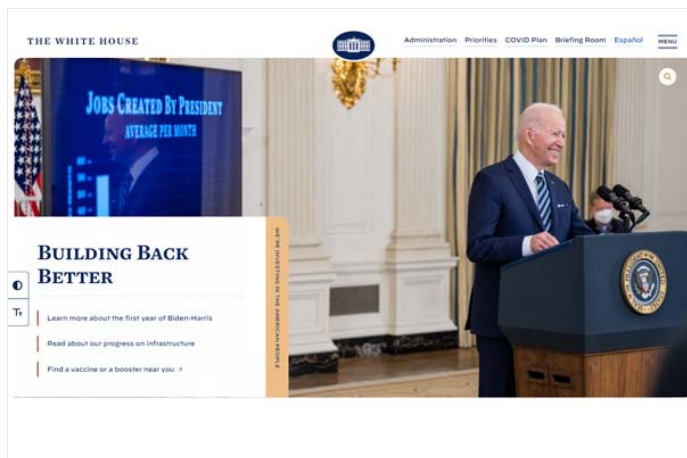 THE WHITE HOUSE
Administration Priorities COVID Plan Briefing Room Español MENU
JOBS CREATED BY PRESIDENT
AVERAGE PER MONTH
BUILDING BACK
BETTER
WE'RE INVESTING IN THE AMERICAN PEOPLE
Learn more about the first year of Biden-Harris
Read about our progress on infrastructure
Find a vaccine or a booster near you ↗
TT